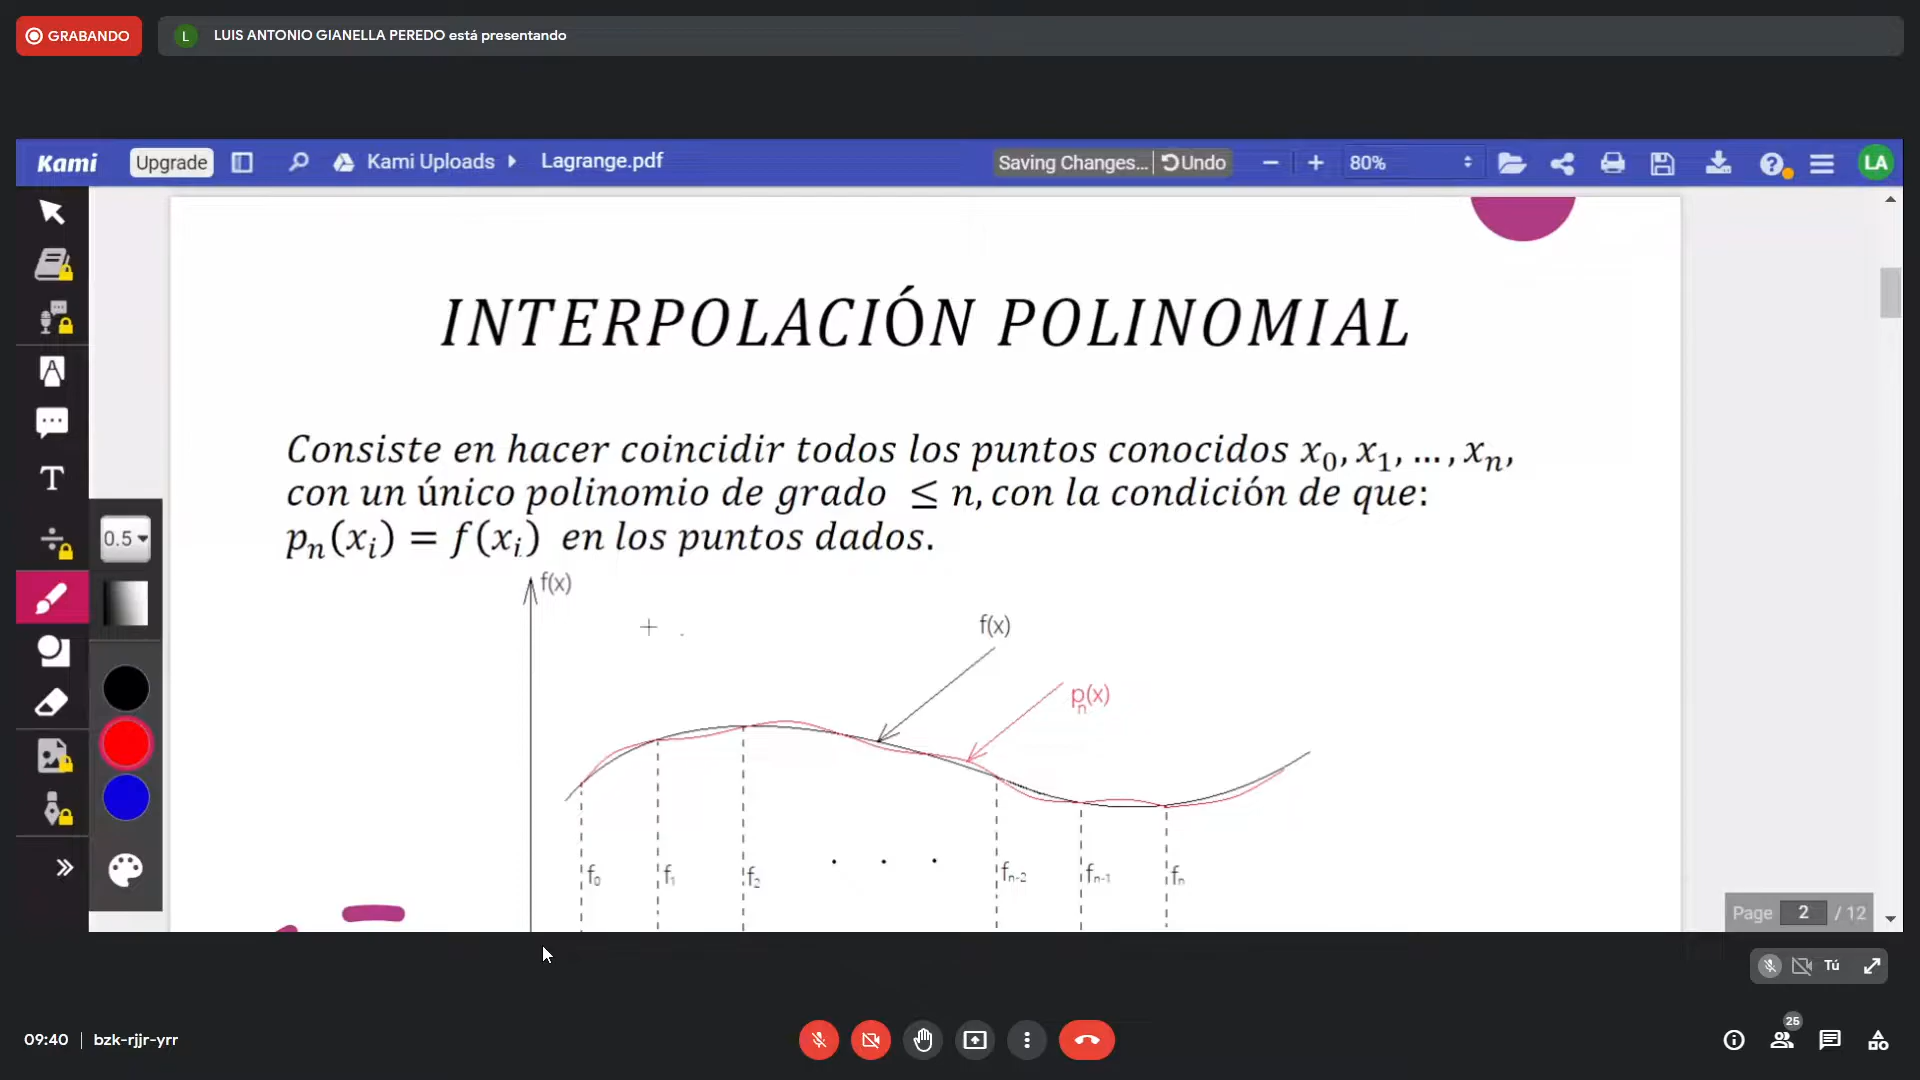 GRABANDO
L LUIS ANTONIO GIANELLA PEREDO está presentando
Kami Upgrade Kami Uploads Lagrange.pdf Saving Changes... Undo 80% LA
INTERPOLACIÓN POLINOMIAL
Consiste en hacer coincidir todos los puntos conocidos x₀, x₁, ..., xₙ,
con un único polinomio de grado ≤ n, con la condición de que:
pₙ(xᵢ) = f(xᵢ) en los puntos dados.
0.5
f(x)
f(x)
pₙ(x)
f₀ f₁ f₂ . . . fₙ₋₂ fₙ₋₁ fₙ
Page 2 / 12
Tú
09:40 | bzk-rjjr-yrr
25